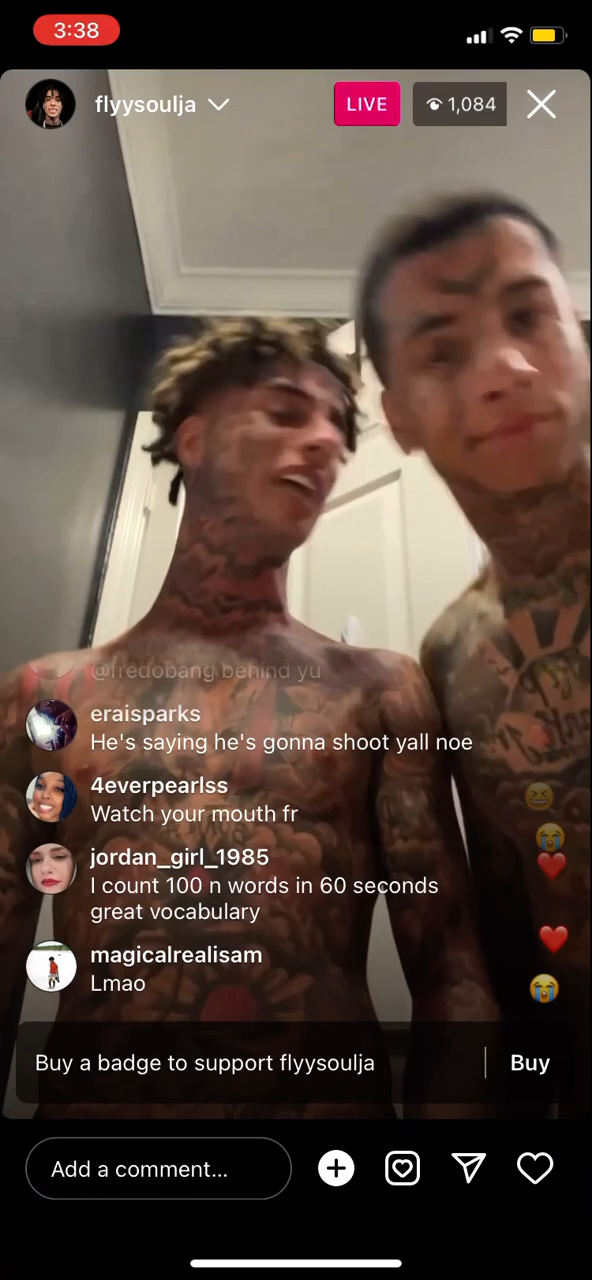 3:38
flyysoulja
LIVE
1,084
@fredobang behind yu
eraisparks
He's saying he's gonna shoot yall noe
4everpearlss
Watch your mouth fr
jordan_girl_1985
I count 100 n words in 60 seconds
great vocabulary
magicalrealisam
Lmao
Buy a badge to support flyysoulja
Buy
Add a comment...